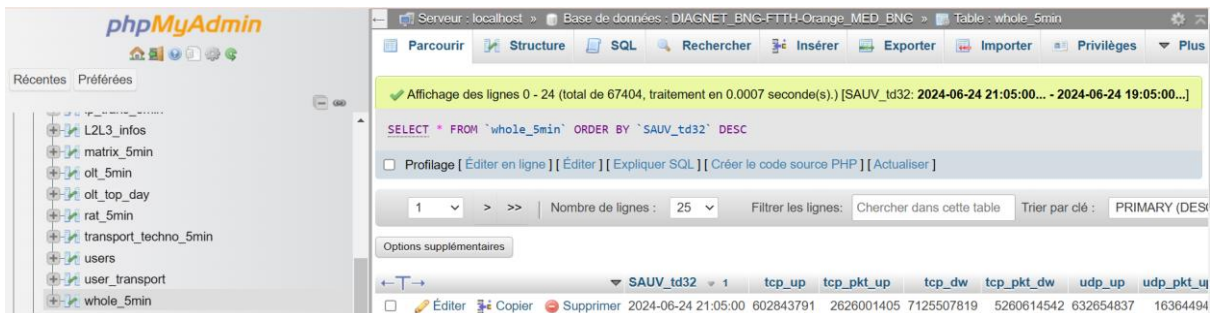 phpMyAdmin
Récentes Préférées
L2L3_infos
matrix_5min
olt_5min
olt_top_day
rat_5min
transport_techno_5min
users
user_transport
whole_5min
Serveur : localhost » Base de données : DIAGNET_BNG-FTTH-Orange_MED_BNG » Table : whole_5min
Parcourir Structure SQL Rechercher Insérer Exporter Importer Privilèges Plus
Affichage des lignes 0 - 24 (total de 67404, traitement en 0.0007 seconde(s).) [SAUV_td32: 2024-06-24 21:05:00... - 2024-06-24 19:05:00...]
SELECT * FROM `whole_5min` ORDER BY `SAUV_td32` DESC
Profilage [ Éditer en ligne ] [ Éditer ] [ Expliquer SQL ] [ Créer le code source PHP ] [ Actualiser ]
1 > >> Nombre de lignes : 25 Filtrer les lignes: Chercher dans cette table Trier par clé : PRIMARY (DES
Options supplémentaires
←T→ SAUV_td32 1 tcp_up tcp_pkt_up tcp_dw tcp_pkt_dw udp_up udp_pkt_u
Éditer Copier Supprimer 2024-06-24 21:05:00 602843791 2626001405 7125507819 5260614542 632654837 16364494